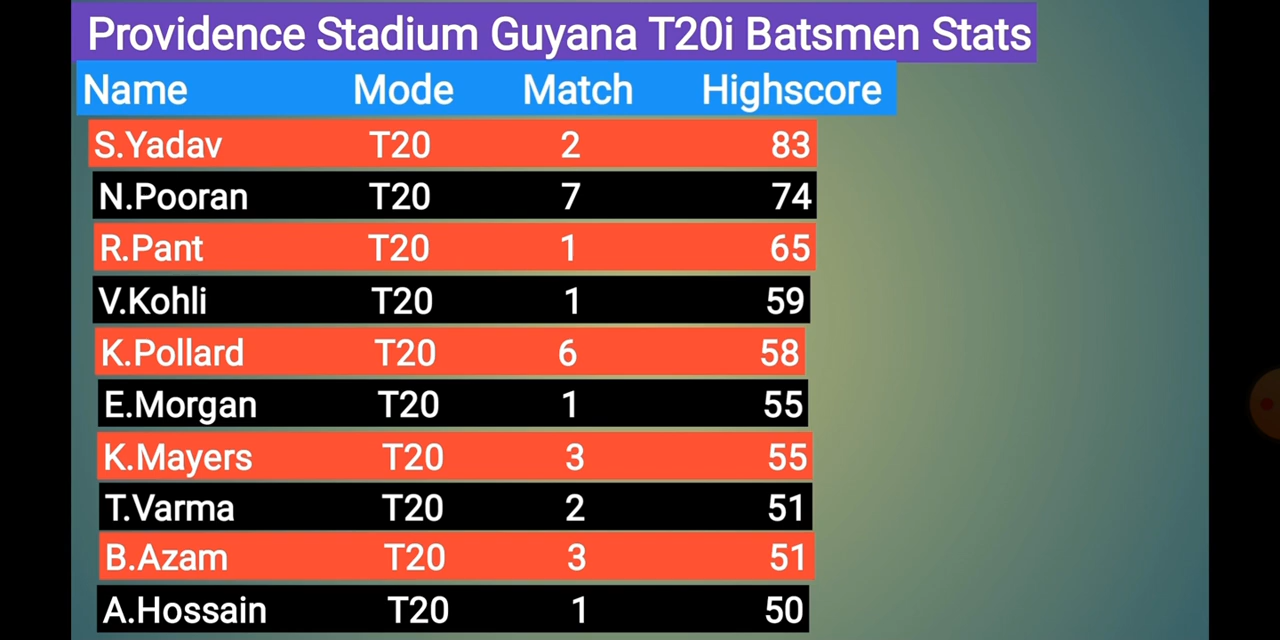 Providence Stadium Guyana T20i Batsmen Stats
Name Mode Match Highscore
S.Yadav T20 2 83
N.Pooran T20 7 74
R.Pant T20 1 65
V.Kohli T20 1 59
K.Pollard T20 6 58
E.Morgan T20 1 55
K.Mayers T20 3 55
T.Varma T20 2 51
B.Azam T20 3 51
A.Hossain T20 1 50